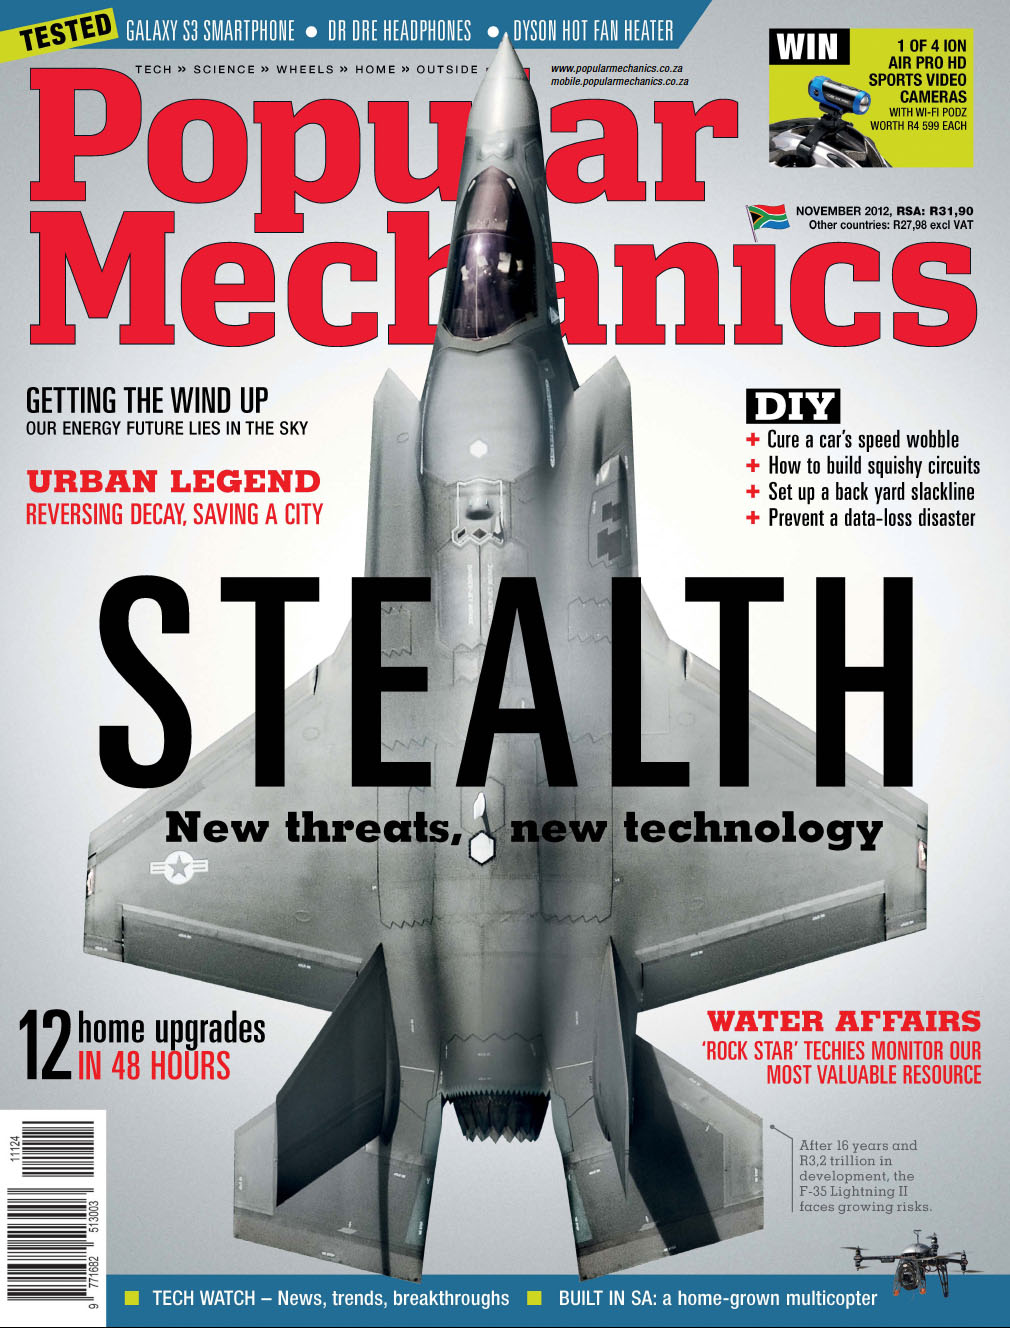 TESTED
GALAXY S3 SMARTPHONE ● DR DRE HEADPHONES ● DYSON HOT FAN HEATER
TECH » SCIENCE » WHEELS » HOME » OUTSIDE
www.popularmechanics.co.za
mobile.popularmechanics.co.za
Popular
Mechanics
WIN
1 OF 4 ION
AIR PRO HD
SPORTS VIDEO
CAMERAS
WITH WI-FI PODZ
WORTH R4 599 EACH
NOVEMBER 2012, RSA: R31,90
Other countries: R27,98 excl VAT
GETTING THE WIND UP
OUR ENERGY FUTURE LIES IN THE SKY
URBAN LEGEND
REVERSING DECAY, SAVING A CITY
DIY
+ Cure a car's speed wobble
+ How to build squishy circuits
+ Set up a back yard slackline
+ Prevent a data-loss disaster
STEALTH
New threats, new technology
12 home upgrades
IN 48 HOURS
WATER AFFAIRS
‘ROCK STAR’ TECHIES MONITOR OUR
MOST VALUABLE RESOURCE
After 16 years and
R3,2 trillion in
development, the
F-35 Lightning II
faces growing risks.
11124
9 771682 513003
TECH WATCH – News, trends, breakthroughs
BUILT IN SA: a home-grown multicopter